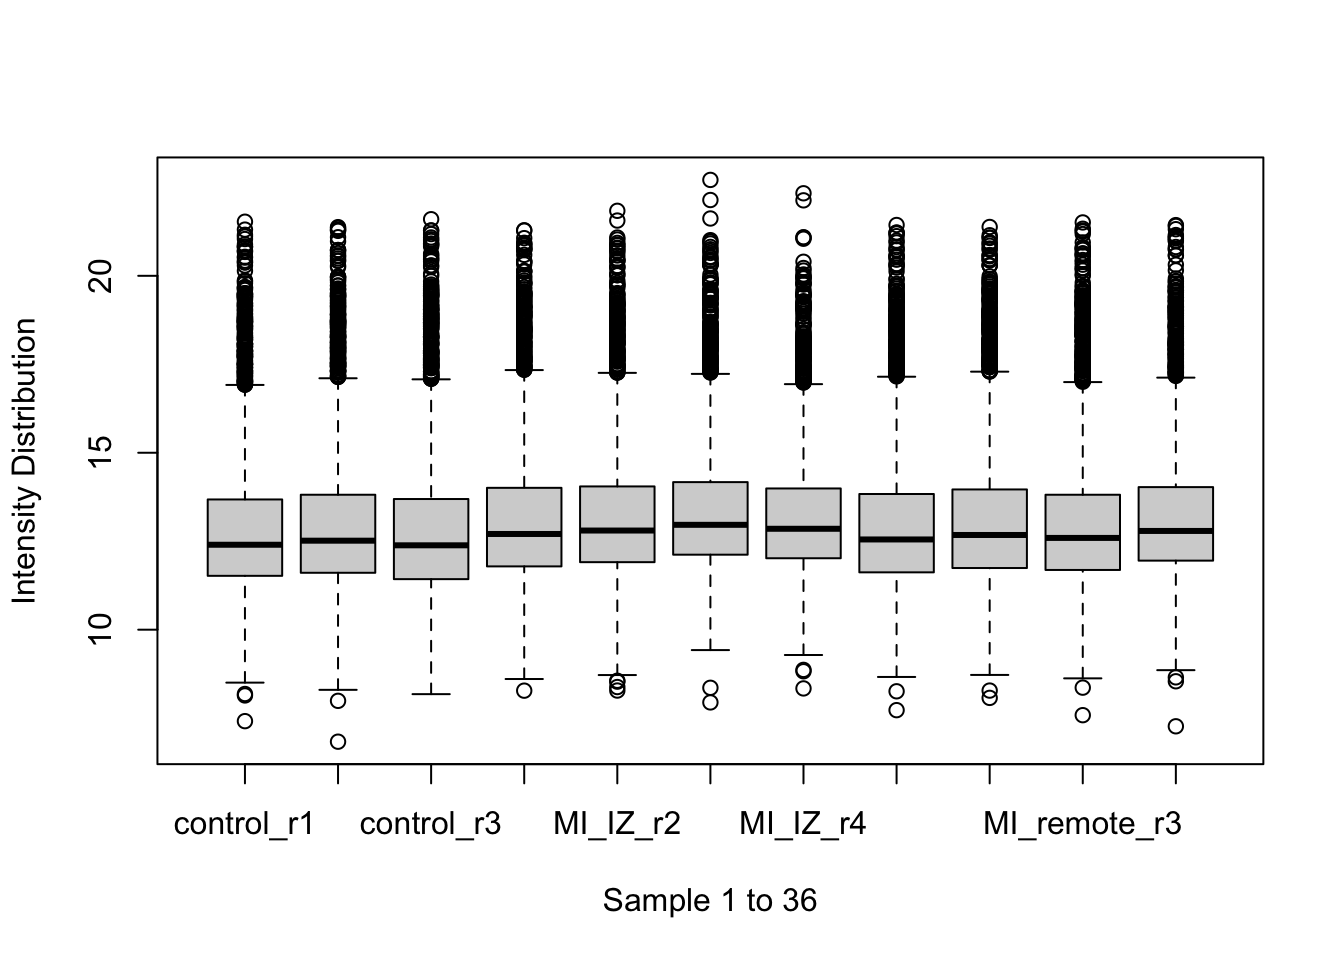 Intensity Distribution
20
15
10
control_r1 control_r3 MI_IZ_r2 MI_IZ_r4 MI_remote_r3
Sample 1 to 36